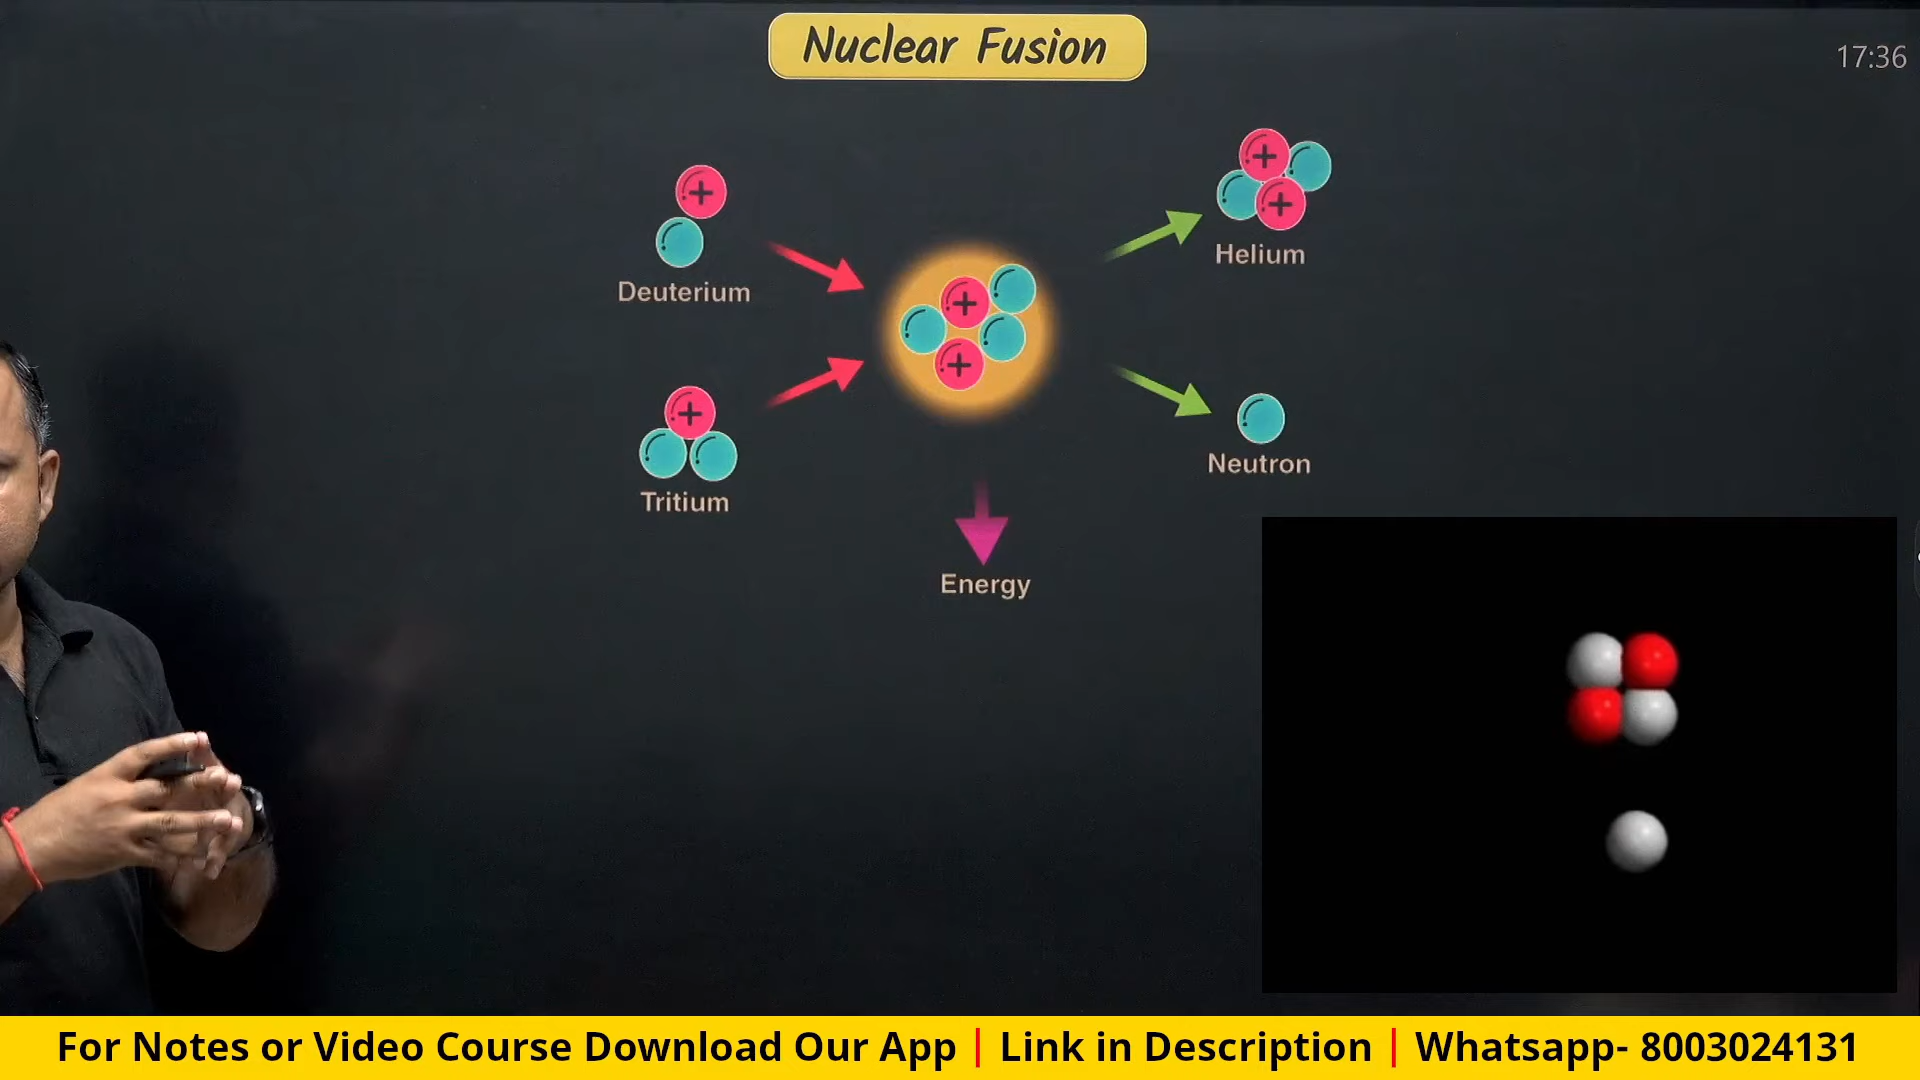 Nuclear Fusion
17:36
Helium
Deuterium
Neutron
Tritium
Energy
For Notes or Video Course Download Our App | Link in Description | Whatsapp- 8003024131